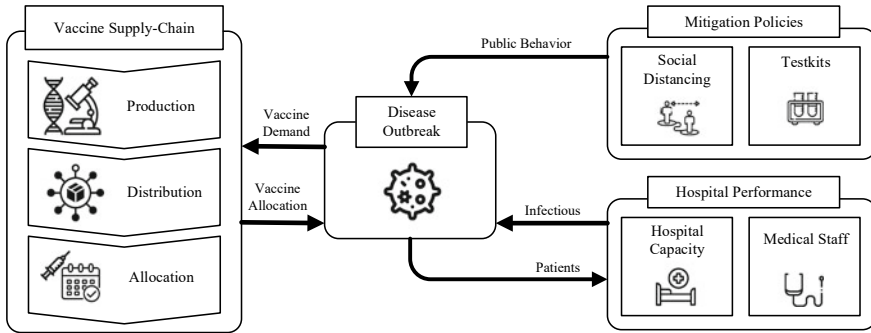 Vaccine Supply-Chain
Production
Distribution
Allocation
Vaccine
Demand
Vaccine
Allocation
Disease
Outbreak
Public Behavior
Infectious
Patients
Mitigation Policies
Social
Distancing
Testkits
Hospital Performance
Hospital
Capacity
Medical Staff